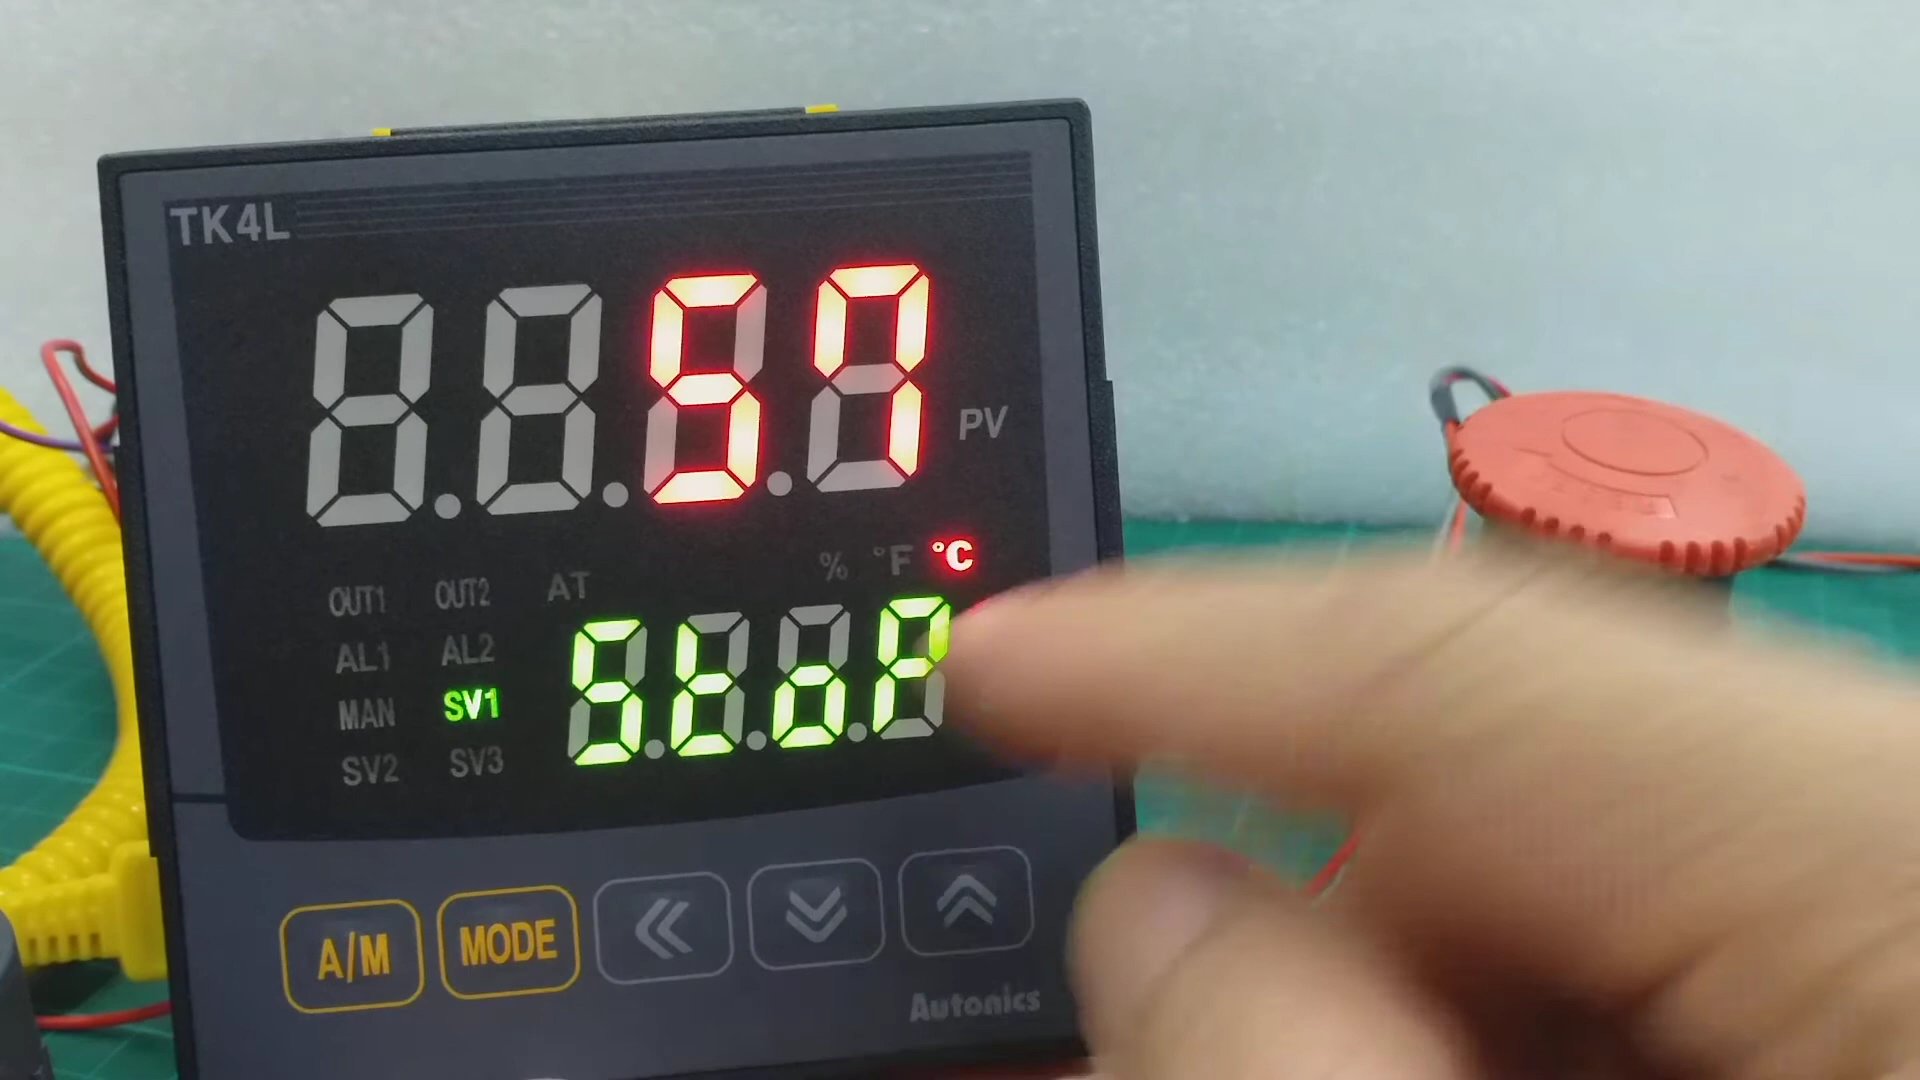 TK4L
57
PV
% °F °C
OUT1 OUT2 AT
AL1 AL2
StoP
MAN SV1
SV2 SV3
A/M MODE
Autonics